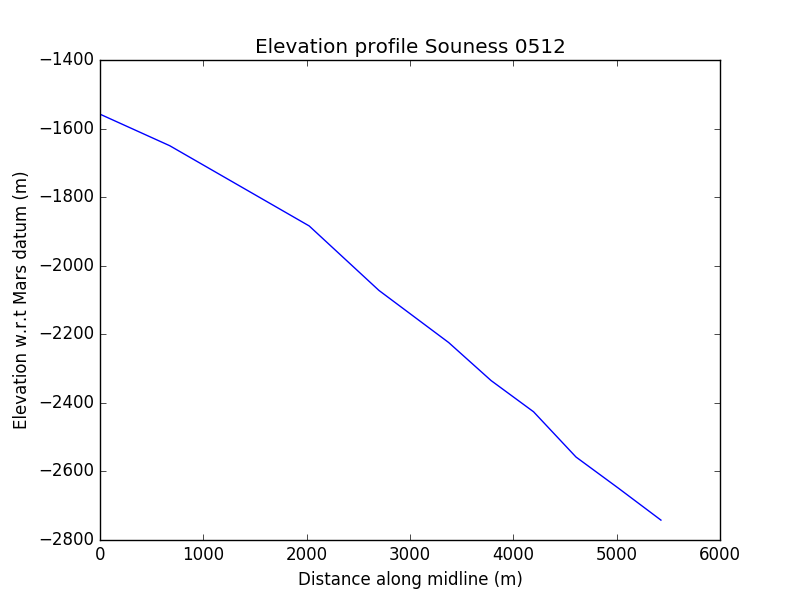 Elevation profile Souness 0512
−1400
−1600
−1800
−2000
−2200
−2400
−2600
−2800
Elevation w.r.t Mars datum (m)
0 1000 2000 3000 4000 5000 6000
Distance along midline (m)